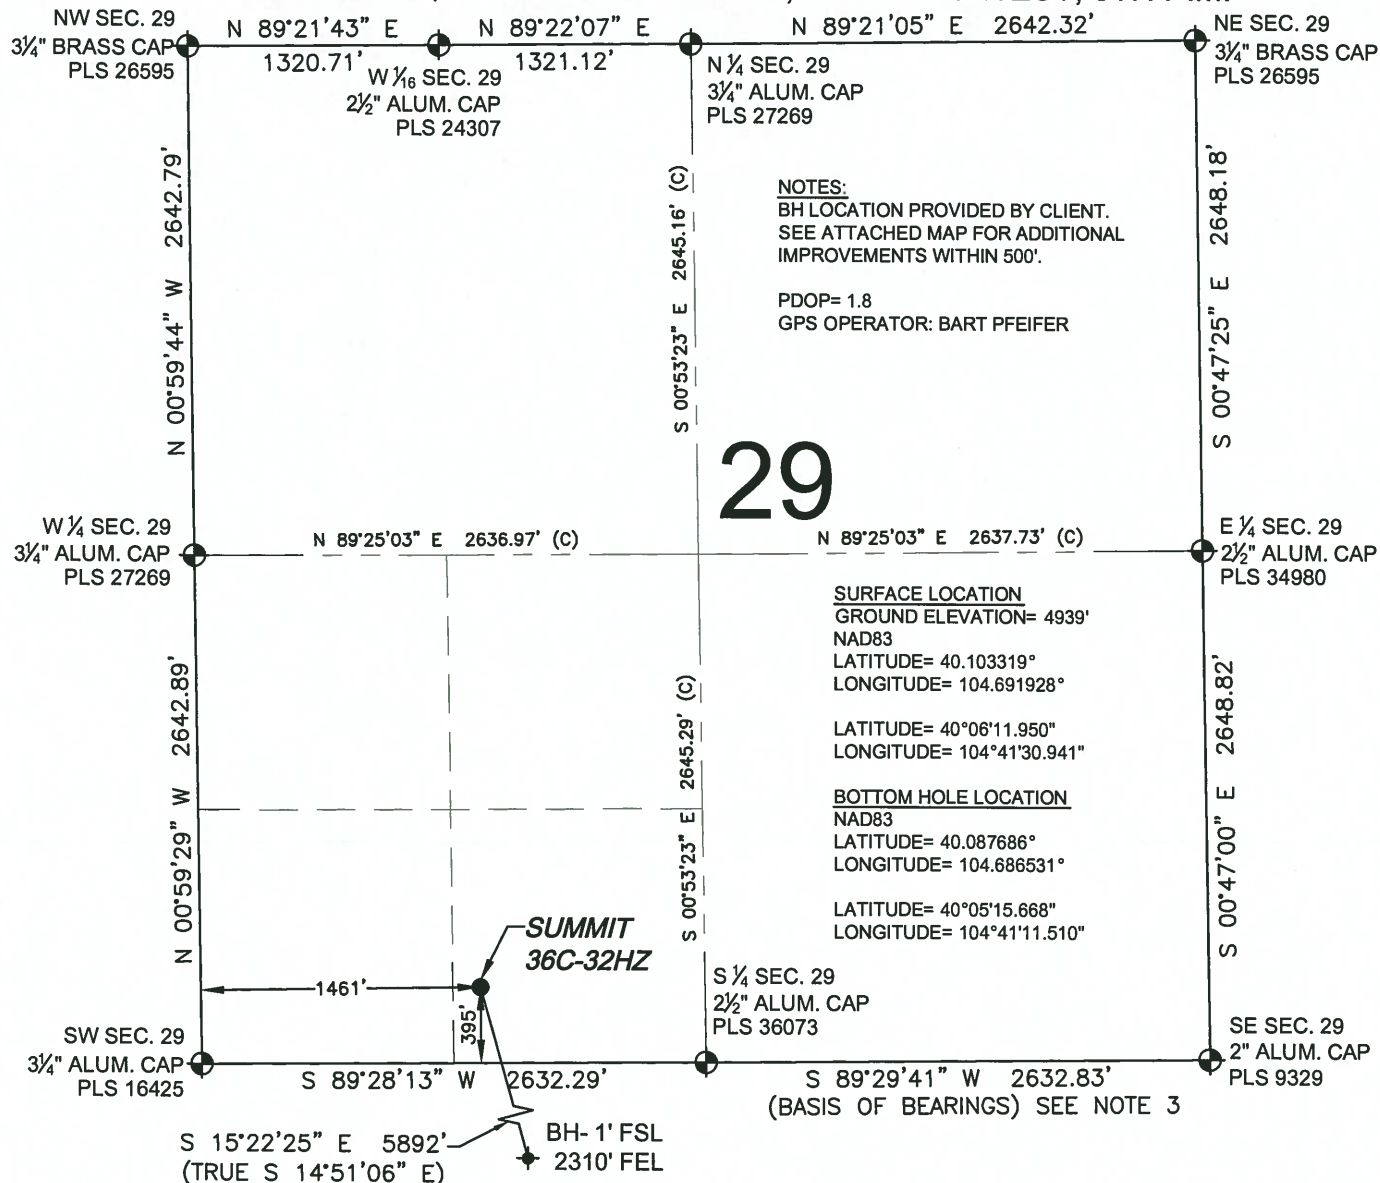 N 89°21'43" E
N 89°22'07" E
N 89°21'05" E 2642.32'
1320.71'
1321.12'
NW SEC. 29
3¼" BRASS CAP
PLS 26595
W 1/16 SEC. 29
2½" ALUM. CAP
PLS 24307
N ¼ SEC. 29
3¼" ALUM. CAP
PLS 27269
NE SEC. 29
3¼" BRASS CAP
PLS 26595
N 00°59'44" W 2642.79'
S 00°53'23" E 2645.16' (C)
NOTES:
BH LOCATION PROVIDED BY CLIENT.
SEE ATTACHED MAP FOR ADDITIONAL
IMPROVEMENTS WITHIN 500'.
PDOP= 1.8
GPS OPERATOR: BART PFEIFER
S 00°47'25" E 2648.18'
29
W ¼ SEC. 29
3¼" ALUM. CAP
PLS 27269
N 89°25'03" E 2636.97' (C)
N 89°25'03" E 2637.73' (C)
E ¼ SEC. 29
2½" ALUM. CAP
PLS 34980
N 00°59'29" W 2642.89'
S 00°53'23" E 2645.29' (C)
SURFACE LOCATION
GROUND ELEVATION= 4939'
NAD83
LATITUDE= 40.103319°
LONGITUDE= 104.691928°
LATITUDE= 40°06'11.950"
LONGITUDE= 104°41'30.941"
BOTTOM HOLE LOCATION
NAD83
LATITUDE= 40.087686°
LONGITUDE= 104.686531°
LATITUDE= 40°05'15.668"
LONGITUDE= 104°41'11.510"
S 00°47'00" E 2648.82'
SUMMIT
36C-32HZ
1461'
395'
SW SEC. 29
3¼" ALUM. CAP
PLS 16425
S ¼ SEC. 29
2½" ALUM. CAP
PLS 36073
SE SEC. 29
2" ALUM. CAP
PLS 9329
S 89°28'13" W 2632.29'
S 89°29'41" W 2632.83'
(BASIS OF BEARINGS) SEE NOTE 3
S 15°22'25" E 5892'
(TRUE S 14°51'06" E)
BH- 1' FSL
2310' FEL